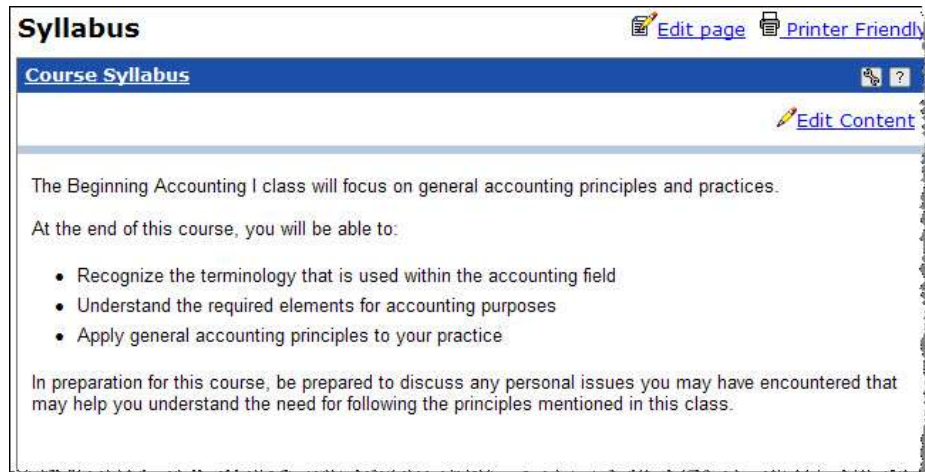 Syllabus
Edit page Printer Friendly
Course Syllabus
?
Edit Content
The Beginning Accounting I class will focus on general accounting principles and practices.
At the end of this course, you will be able to:
• Recognize the terminology that is used within the accounting field
• Understand the required elements for accounting purposes
• Apply general accounting principles to your practice
In preparation for this course, be prepared to discuss any personal issues you may have encountered that
may help you understand the need for following the principles mentioned in this class.